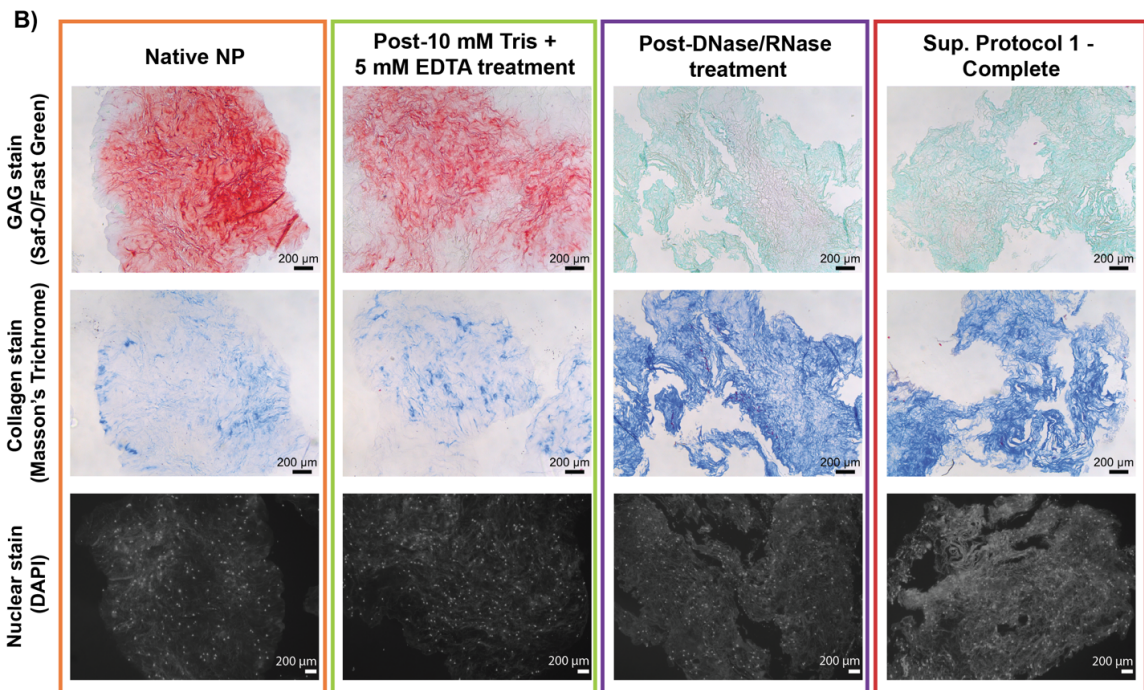 B)
Native NP
Post-10 mM Tris +
5 mM EDTA treatment
Post-DNase/RNase
treatment
Sup. Protocol 1 -
Complete
GAG stain
(Saf-O/Fast Green)
200 µm
200 µm
200 µm
200 µm
Collagen stain
(Masson's Trichrome)
200 µm
200 µm
200 µm
200 µm
Nuclear stain
(DAPI)
200 µm
200 µm
200 µm
200 µm